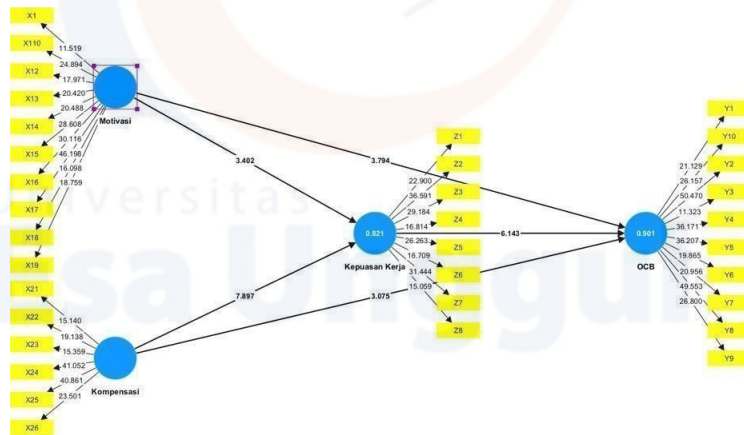 X1
X110
X12
X13
X14
X15
X16
X17
X18
X19
11.519
24.894
17.971
20.420
20.488
28.608
30.116
46.198
16.098
18.759
Motivasi
3.402
3.794
Z1
Z2
Z3
Z4
Z5
Z6
Z7
Z8
22.900
36.591
29.184
16.814
26.263
16.709
31.444
15.059
0.821
Kepuasan Kerja
6.143
Y1
Y10
Y2
Y3
Y4
Y5
Y6
Y7
Y8
Y9
21.129
26.157
50.470
11.323
36.171
36.207
19.865
20.956
49.553
26.800
0.901
OCB
X21
X22
X23
X24
X25
X26
15.140
19.138
15.359
41.052
40.861
23.501
Kompensasi
7.897
3.075
Universitas
Esa Unggul